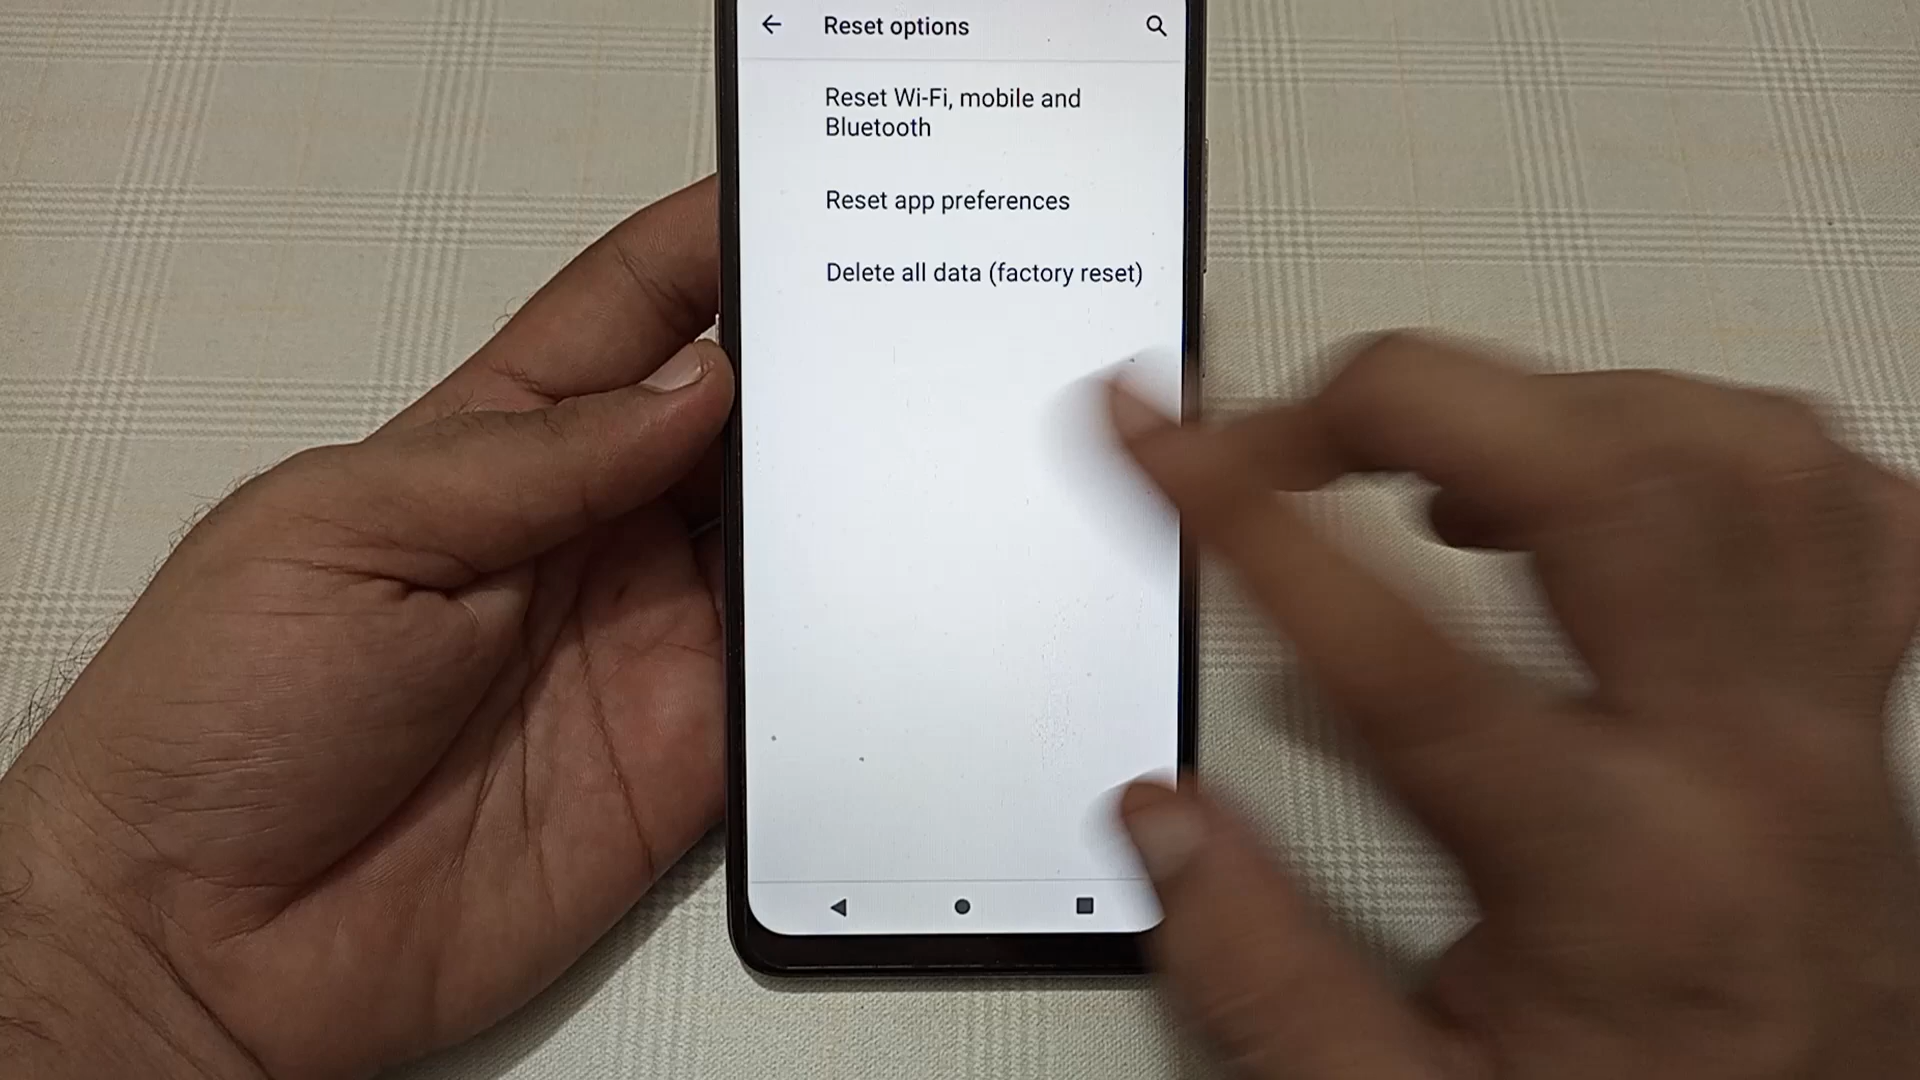 Reset options
Reset Wi-Fi, mobile and
Bluetooth
Reset app preferences
Delete all data (factory reset)